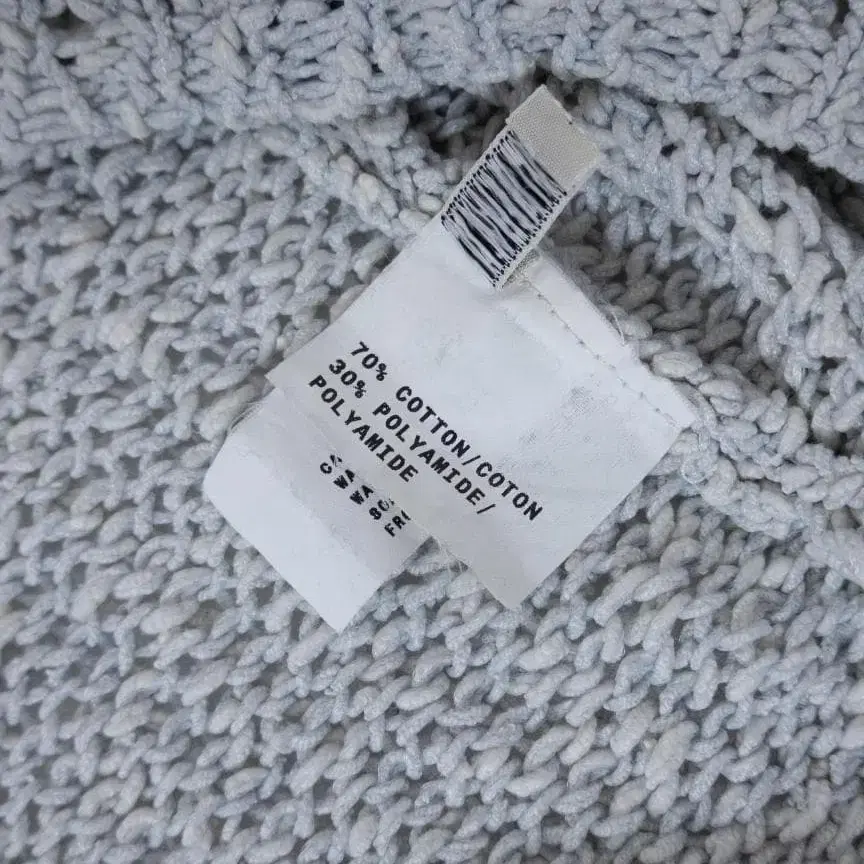 70% COTTON/COTON
30% POLYAMIDE/
POLYAMIDE